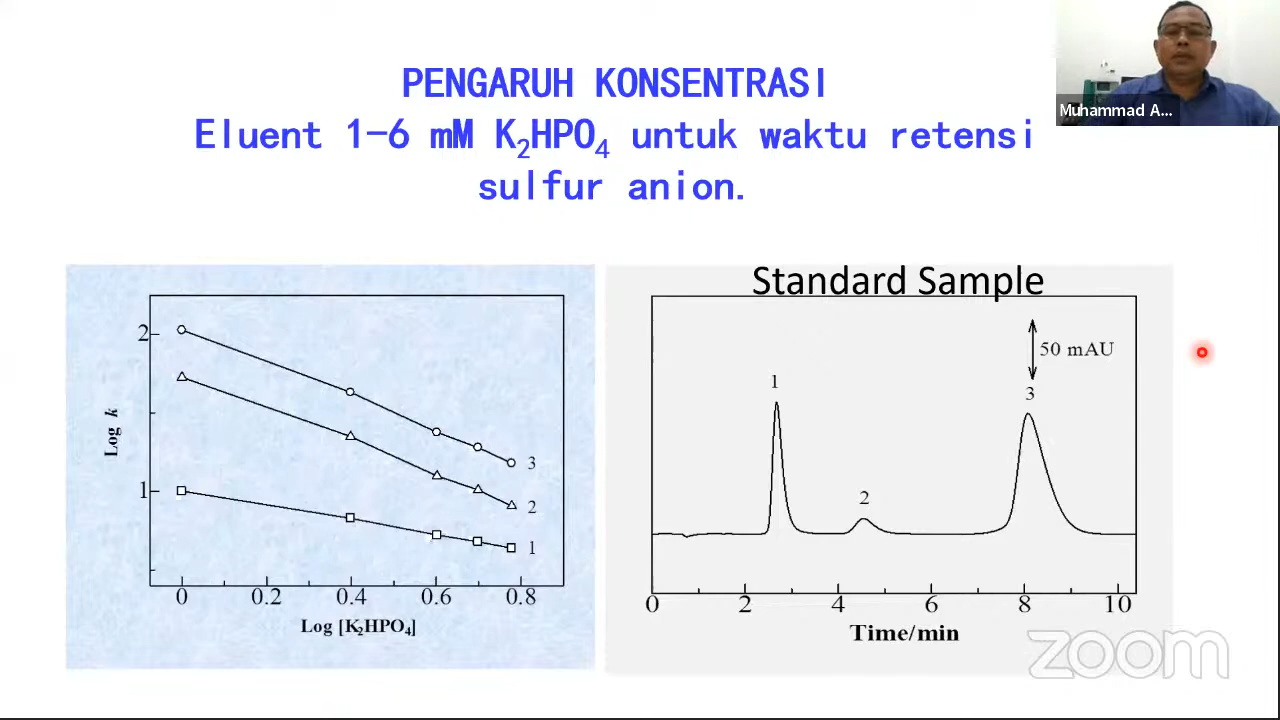 PENGARUH KONSENTRASI
Eluent 1-6 mM K₂HPO₄ untuk waktu retensi
sulfur anion.
Muhammad A...
Standard Sample
2
1
Log k
3
2
1
0 0.2 0.4 0.6 0.8
Log [K₂HPO₄]
50 mAU
1
2
3
0 2 4 6 8 10
Time/min
zoom